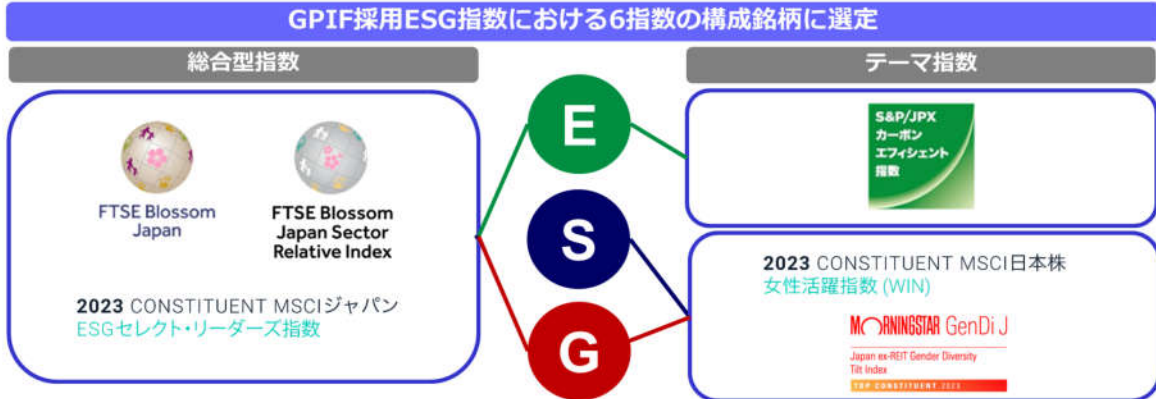 GPIF採用ESG指数における6指数の構成銘柄に選定
総合型指数
FTSE Blossom
Japan
FTSE Blossom
Japan Sector
Relative Index
2023 CONSTITUENT MSCIジャパン
ESGセレクト・リーダーズ指数
E
S
G
テーマ指数
S&P/JPX
カーボン
エフィシェント
指数
2023 CONSTITUENT MSCI日本株
女性活躍指数 (WIN)
MORNINGSTAR GenDi J
Japan ex-REIT Gender Diversity
Tilt Index
TOP CONSTITUENT 2023